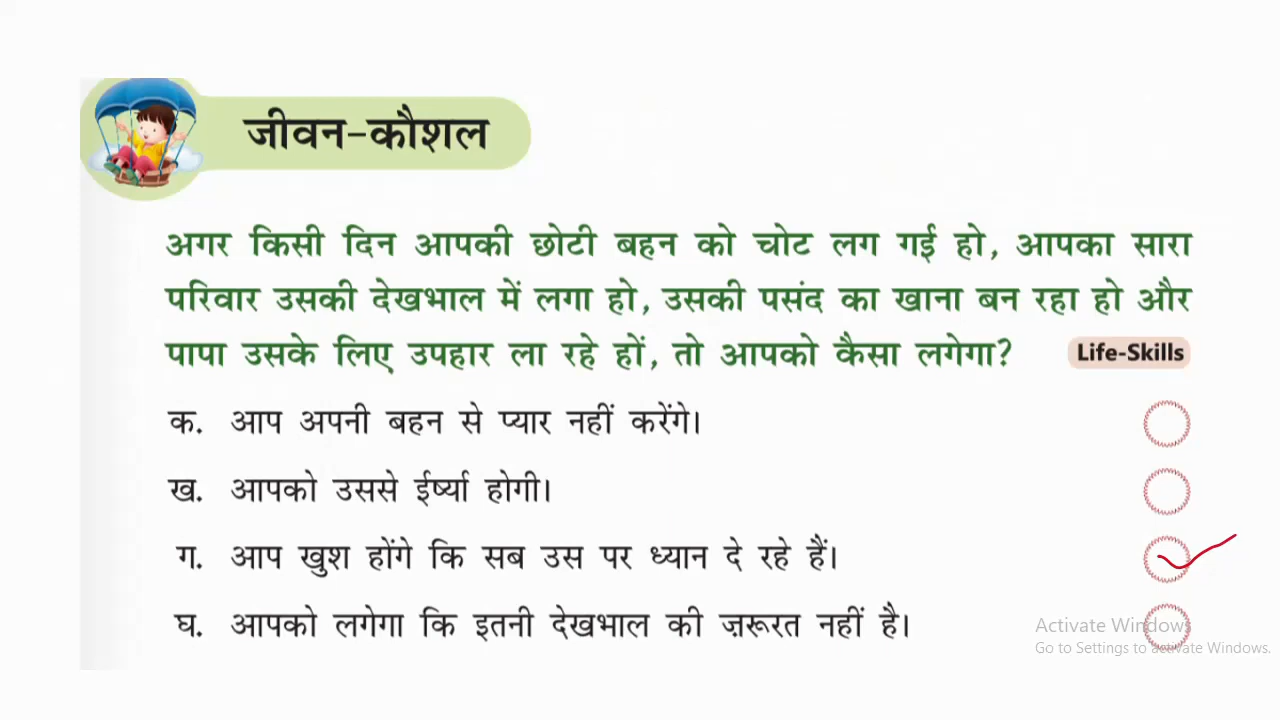 जीवन-कौशल
अगर किसी दिन आपकी छोटी बहन को चोट लग गई हो, आपका सारा
परिवार उसकी देखभाल में लगा हो, उसकी पसंद का खाना बन रहा हो और
पापा उसके लिए उपहार ला रहे हों, तो आपको कैसा लगेगा? Life-Skills
क. आप अपनी बहन से प्यार नहीं करेंगे।
ख. आपको उससे ईर्ष्या होगी।
ग. आप खुश होंगे कि सब उस पर ध्यान दे रहे हैं।
घ. आपको लगेगा कि इतनी देखभाल की ज़रूरत नहीं है।
Activate Windows
Go to Settings to activate Windows.